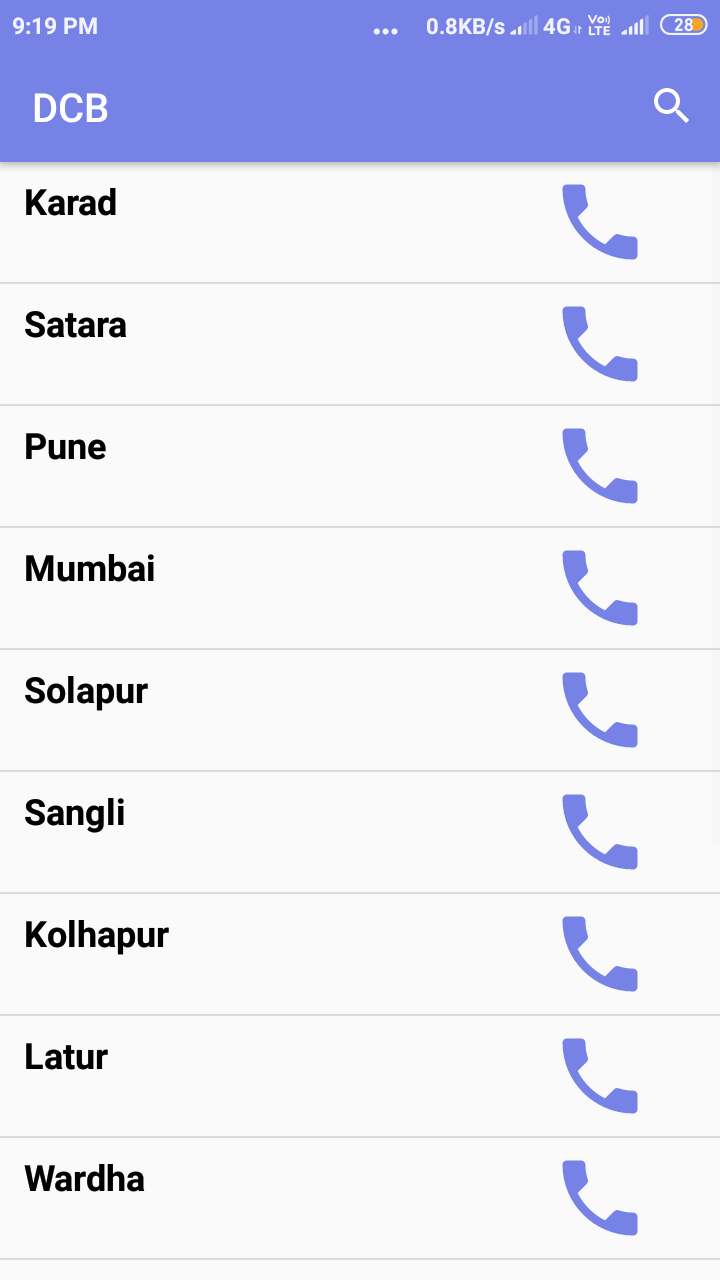 9:19 PM ... 0.8KB/s 4G Vo) LTE 28
DCB
Karad
Satara
Pune
Mumbai
Solapur
Sangli
Kolhapur
Latur
Wardha